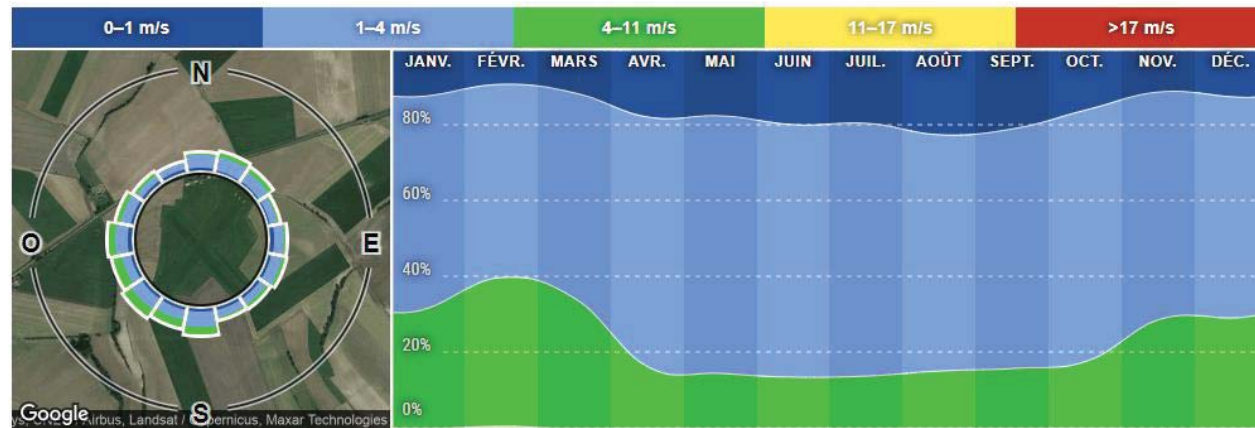 0–1 m/s 1–4 m/s 4–11 m/s 11–17 m/s >17 m/s
N
O
E
S
Google
Airbus, Landsat / Copernicus, Maxar Technologies
JANV. FÉVR. MARS AVR. MAI JUIN JUIL. AOÛT SEPT. OCT. NOV. DÉC.
80%
60%
40%
20%
0%